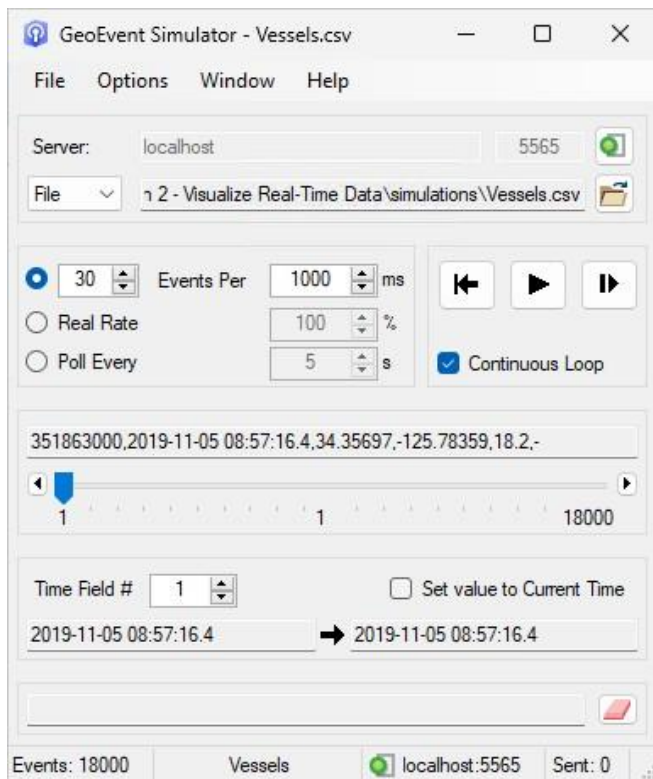 GeoEvent Simulator - Vessels.csv
File Options Window Help
Server: localhost 5565
File n 2 - Visualize Real-Time Data\simulations\Vessels.csv
30 Events Per 1000 ms
Real Rate 100 %
Poll Every 5 s
Continuous Loop
351863000,2019-11-05 08:57:16.4,34.35697,-125.78359,18.2,-
1 1 18000
Time Field # 1 Set value to Current Time
2019-11-05 08:57:16.4 2019-11-05 08:57:16.4
Events: 18000 Vessels localhost:5565 Sent: 0